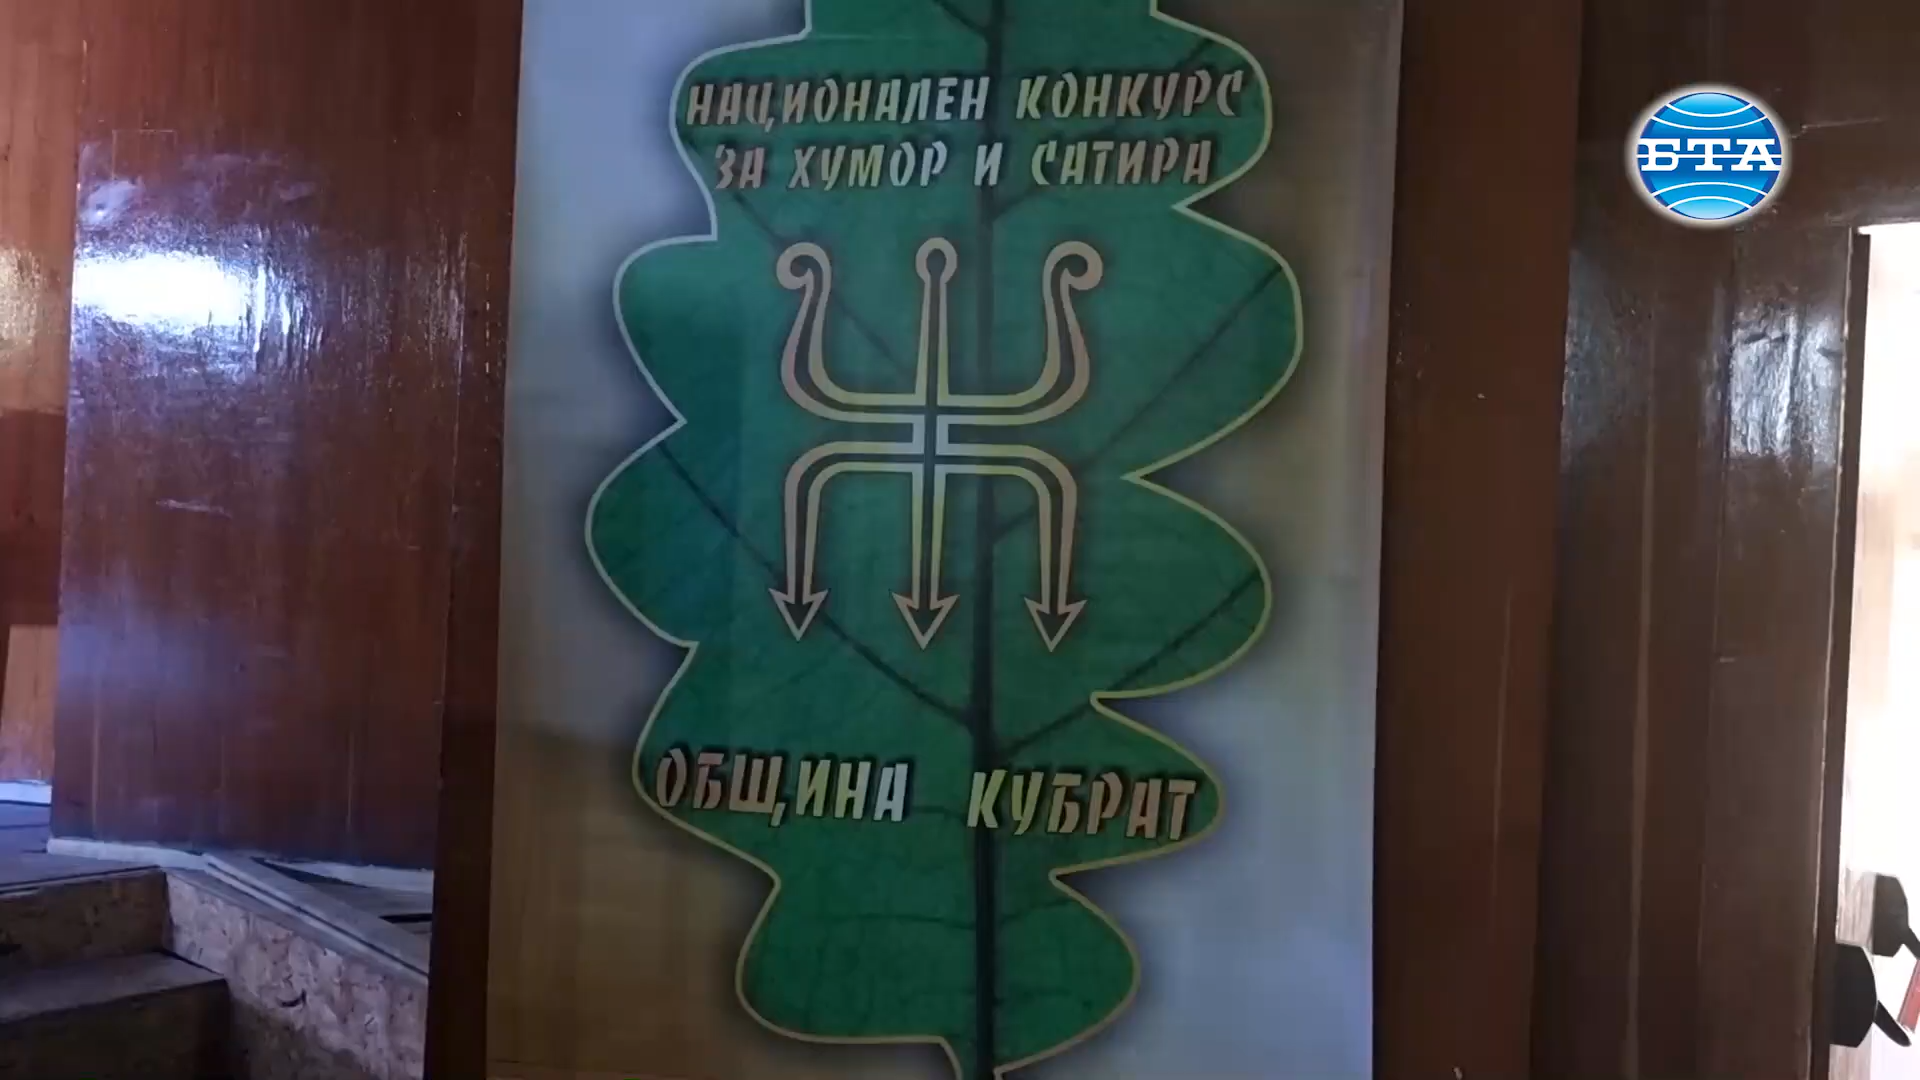 НАЦИОНАЛЕН КОНКУРС
ЗА ХУМОР И САТИРА
ОБЩИНА КУБРАТ
БТА